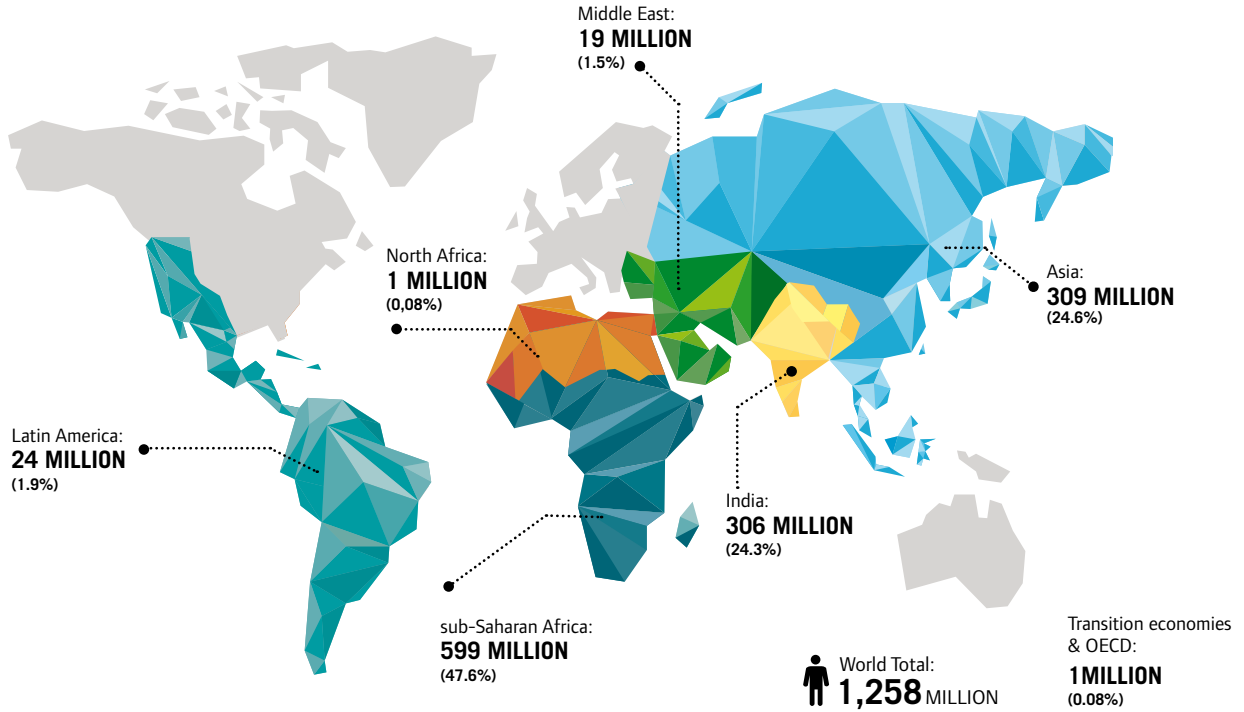 Middle East:
19 MILLION
(1.5%)
North Africa:
1 MILLION
(0,08%)
Asia:
309 MILLION
(24.6%)
Latin America:
24 MILLION
(1.9%)
India:
306 MILLION
(24.3%)
sub-Saharan Africa:
599 MILLION
(47.6%)
World Total:
1,258 MILLION
Transition economies
& OECD:
1MILLION
(0.08%)